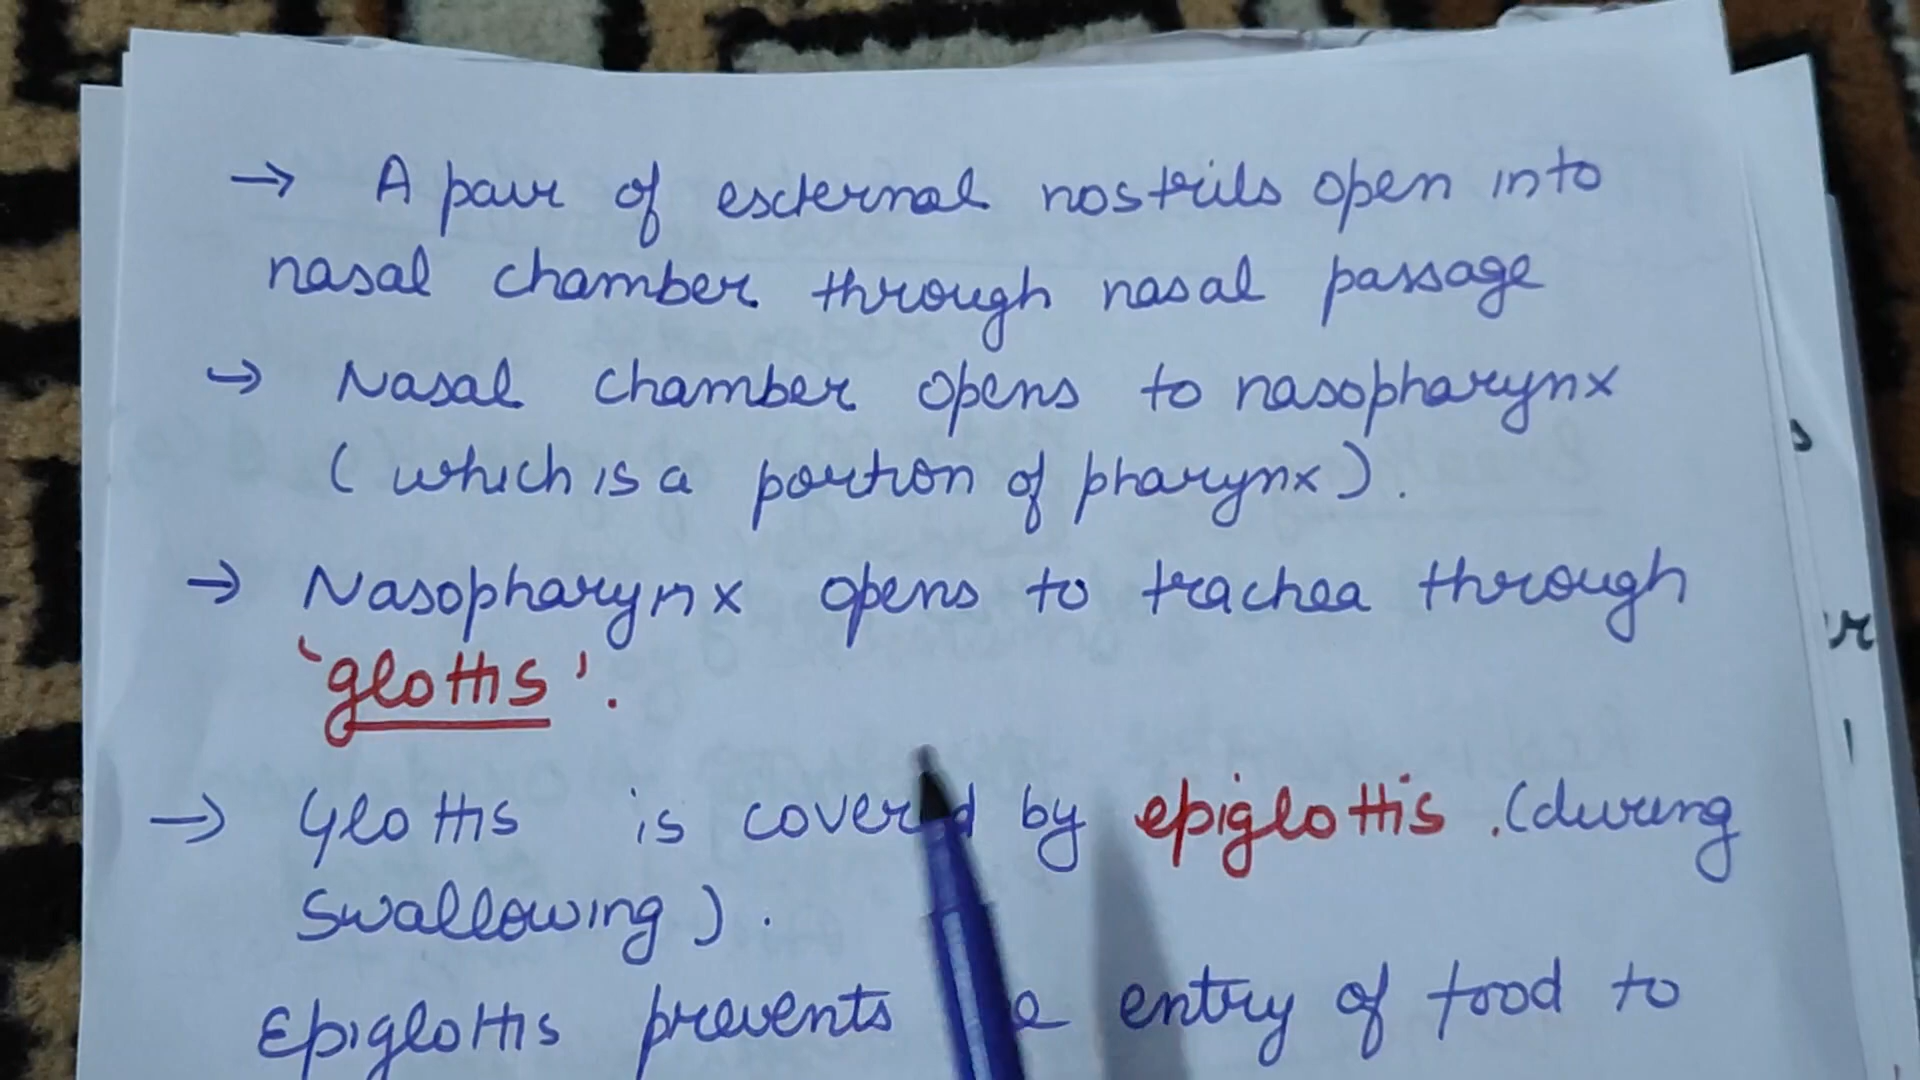 → A pair of external nostrils open into
nasal chamber through nasal passage
→ Nasal chamber opens to nasopharynx
( which is a portion of pharynx ).
→ Nasopharynx opens to trachea through
'glottis'.
→ Glottis is covered by epiglottis . (during
swallowing ) .
Epiglottis prevents entry of food to